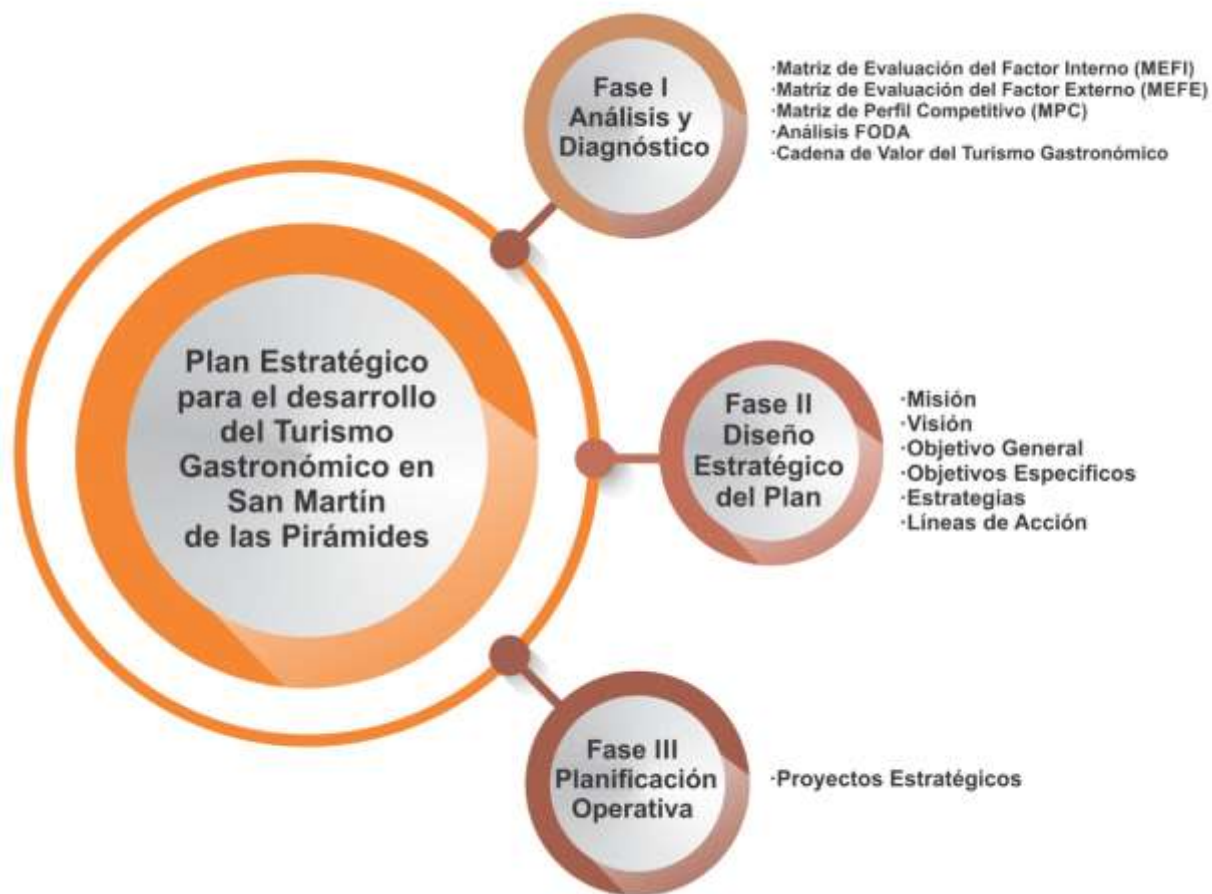 Plan Estratégico
para el desarrollo
del Turismo
Gastronómico en
San Martín
de las Pirámides
Fase I
Análisis y
Diagnóstico
·Matriz de Evaluación del Factor Interno (MEFI)
·Matriz de Evaluación del Factor Externo (MEFE)
·Matriz de Perfil Competitivo (MPC)
·Análisis FODA
·Cadena de Valor del Turismo Gastronómico
Fase II
Diseño
Estratégico
del Plan
·Misión
·Visión
·Objetivo General
·Objetivos Específicos
·Estrategias
·Líneas de Acción
Fase III
Planificación
Operativa
·Proyectos Estratégicos